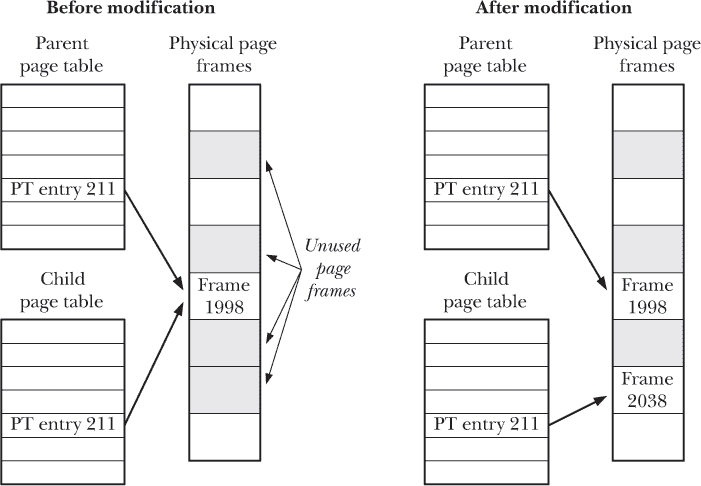 Before modification
Parent
page table
Physical page
frames
PT entry 211
Unused
page
frames
Child
page table
Frame
1998
PT entry 211
After modification
Parent
page table
Physical page
frames
PT entry 211
Child
page table
Frame
1998
Frame
2038
PT entry 211